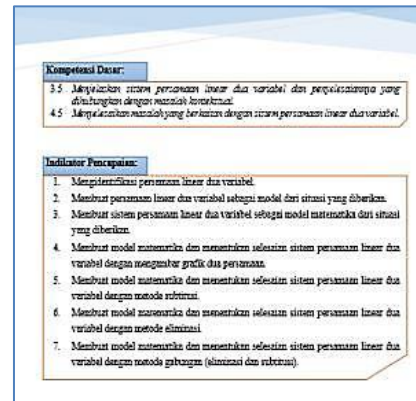 Kompetensi Dasar:
3.5 Menjelaskan sistem persamaan linear dua variabel dan penyelesaiannya yang
dihubungkan dengan masalah kontekstual.
4.5 Menyelesaikan masalah yang berkaitan dengan sistem persamaan linear dua variabel.
Indikator Pencapaian:
1. Mengidentifikasi persamaan linear dua variabel.
2. Membuat persamaan linear dua variabel sebagai model dari situasi yang diberikan.
3. Membuat sistem persamaan linear dua variabel sebagai model matematika dari situasi
yang diberikan.
4. Membuat model matematika dan menentukan selesaian sistem persamaan linear dua
variabel dengan menggambar grafik dua persamaan.
5. Membuat model matematika dan menentukan selesaian sistem persamaan linear dua
variabel dengan metode subtitusi.
6. Membuat model matematika dan menentukan selesaian sistem persamaan linear dua
variabel dengan metode eliminasi.
7. Membuat model matematika dan menentukan selesaian sistem persamaan linear dua
variabel dengan metode gabungan (eliminasi dan subtitusi).